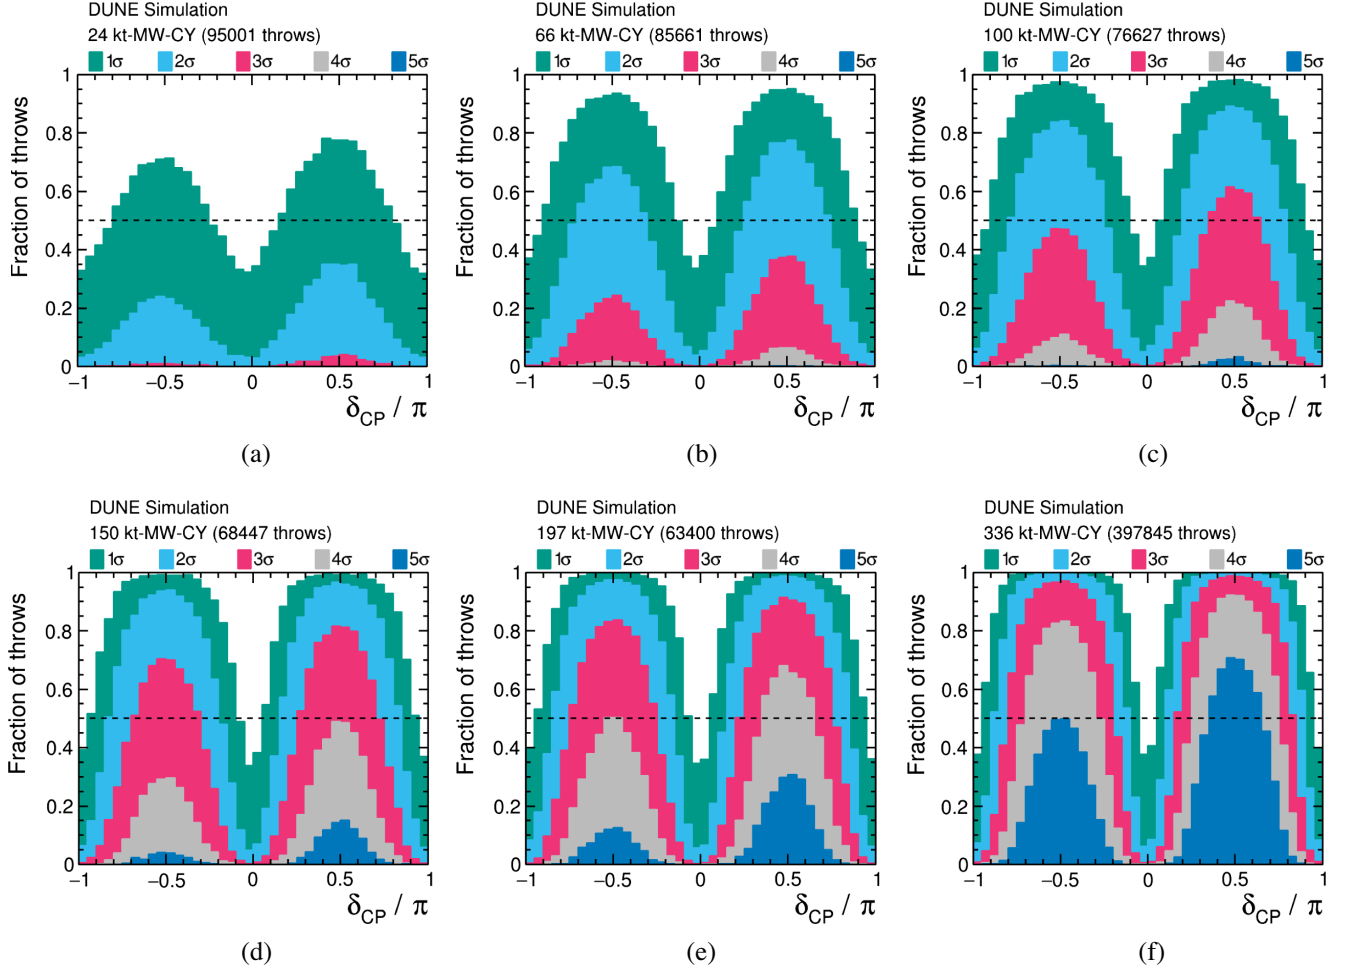 DUNE Simulation
24 kt-MW-CY (95001 throws)
1σ 2σ 3σ 4σ 5σ
Fraction of throws
1
0.8
0.6
0.4
0.2
0
−1 −0.5 0 0.5 1
δCP / π
(a)
DUNE Simulation
66 kt-MW-CY (85661 throws)
1σ 2σ 3σ 4σ 5σ
Fraction of throws
1
0.8
0.6
0.4
0.2
0
−1 −0.5 0 0.5 1
δCP / π
(b)
DUNE Simulation
100 kt-MW-CY (76627 throws)
1σ 2σ 3σ 4σ 5σ
Fraction of throws
1
0.8
0.6
0.4
0.2
0
−1 −0.5 0 0.5 1
δCP / π
(c)
DUNE Simulation
150 kt-MW-CY (68447 throws)
1σ 2σ 3σ 4σ 5σ
Fraction of throws
1
0.8
0.6
0.4
0.2
0
−1 −0.5 0 0.5 1
δCP / π
(d)
DUNE Simulation
197 kt-MW-CY (63400 throws)
1σ 2σ 3σ 4σ 5σ
Fraction of throws
1
0.8
0.6
0.4
0.2
0
−1 −0.5 0 0.5 1
δCP / π
(e)
DUNE Simulation
336 kt-MW-CY (397845 throws)
1σ 2σ 3σ 4σ 5σ
Fraction of throws
1
0.8
0.6
0.4
0.2
0
−1 −0.5 0 0.5 1
δCP / π
(f)